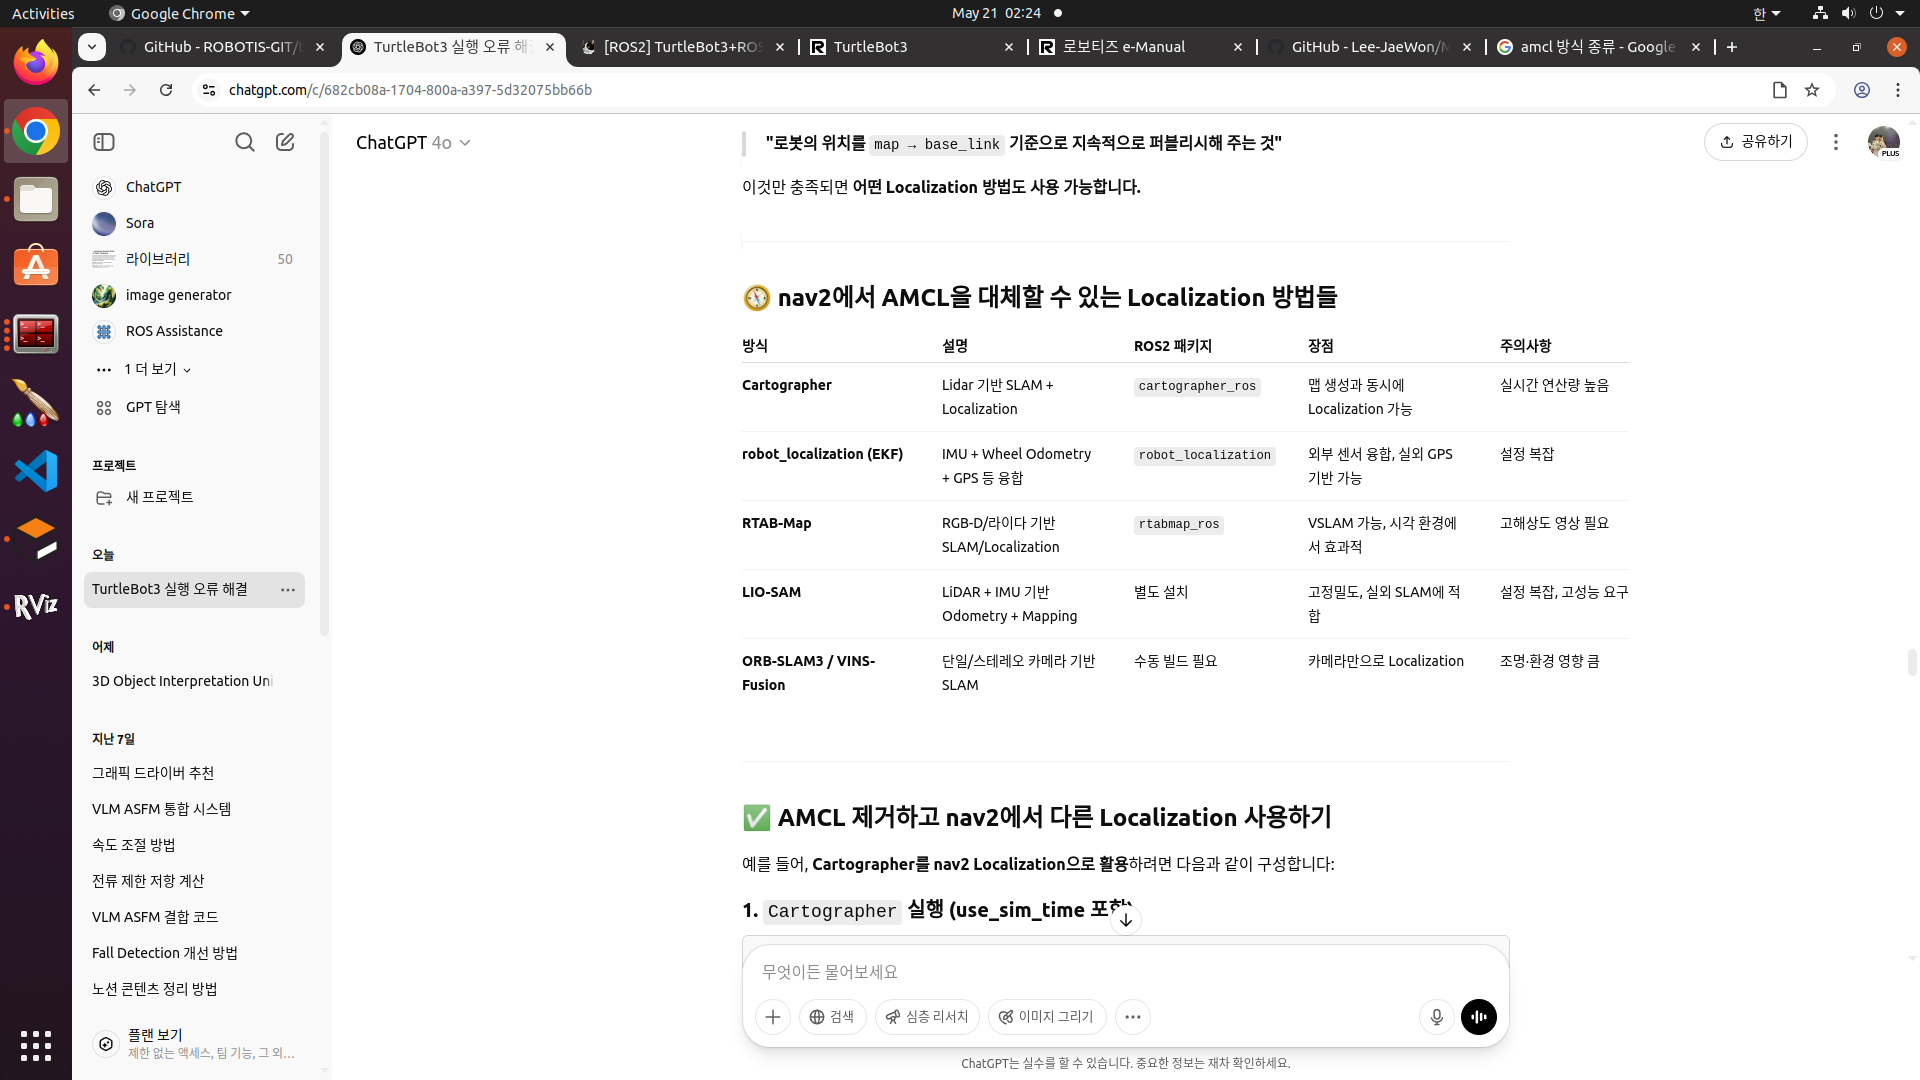 Activities
Google Chrome
May 21 02:24
한
GitHub - ROBOTIS-GIT/t
TurtleBot3 실행 오류 해
[ROS2] TurtleBot3+ROS
TurtleBot3
로보티즈 e-Manual
GitHub - Lee-JaeWon/M
amcl 방식 종류 - Google
chatgpt.com/c/682cb08a-1704-800a-a397-5d32075bb66b
ChatGPT
Sora
라이브러리 50
image generator
ROS Assistance
1 더 보기
GPT 탐색
프로젝트
새 프로젝트
오늘
TurtleBot3 실행 오류 해결
어제
3D Object Interpretation Uni
지난 7일
그래픽 드라이버 추천
VLM ASFM 통합 시스템
속도 조절 방법
전류 제한 저항 계산
VLM ASFM 결합 코드
Fall Detection 개선 방법
노션 콘텐츠 정리 방법
플랜 보기
제한 없는 액세스, 팀 기능, 그 외...
RViz
ChatGPT 4o
공유하기
PLUS
"로봇의 위치를 map → base_link 기준으로 지속적으로 퍼블리시해 주는 것"
이것만 충족되면 어떤 Localization 방법도 사용 가능합니다.
nav2에서 AMCL을 대체할 수 있는 Localization 방법들
방식 설명 ROS2 패키지 장점 주의사항
Cartographer Lidar 기반 SLAM + cartographer_ros 맵 생성과 동시에 실시간 연산량 높음
Localization Localization 가능
robot_localization (EKF) IMU + Wheel Odometry robot_localization 외부 센서 융합, 실외 GPS 설정 복잡
+ GPS 등 융합 기반 가능
RTAB-Map RGB-D/라이다 기반 rtabmap_ros VSLAM 가능, 시각 환경에 고해상도 영상 필요
SLAM/Localization 서 효과적
LIO-SAM LiDAR + IMU 기반 별도 설치 고정밀도, 실외 SLAM에 적 설정 복잡, 고성능 요구
Odometry + Mapping 합
ORB-SLAM3 / VINS- 단일/스테레오 카메라 기반 수동 빌드 필요 카메라만으로 Localization 조명·환경 영향 큼
Fusion SLAM
✅ AMCL 제거하고 nav2에서 다른 Localization 사용하기
예를 들어, Cartographer를 nav2 Localization으로 활용하려면 다음과 같이 구성합니다:
1. Cartographer 실행 (use_sim_time 포함)
무엇이든 물어보세요
검색 심층 리서치 이미지 그리기
ChatGPT는 실수를 할 수 있습니다. 중요한 정보는 재차 확인하세요.